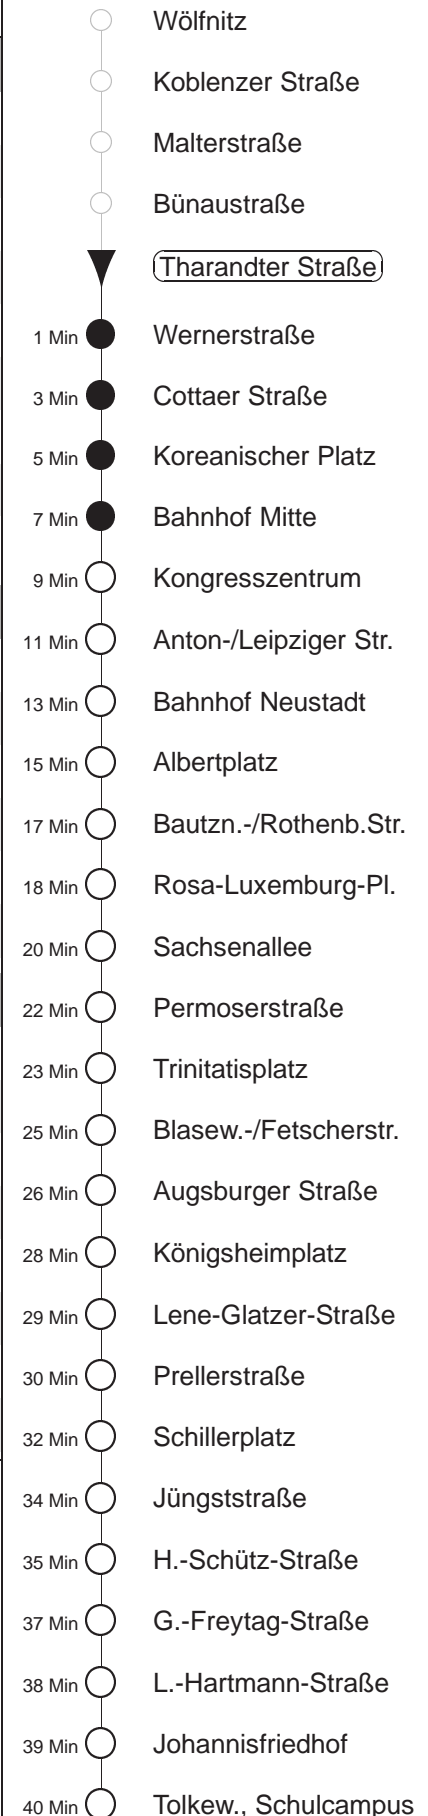 Wölfnitz
Koblenzer Straße
Malterstraße
Bünaustraße
Tharandter Straße
1 Min Wernerstraße
3 Min Cottaer Straße
5 Min Koreanischer Platz
7 Min Bahnhof Mitte
9 Min Kongresszentrum
11 Min Anton-/Leipziger Str.
13 Min Bahnhof Neustadt
15 Min Albertplatz
17 Min Bautzn.-/Rothenb.Str.
18 Min Rosa-Luxemburg-Pl.
20 Min Sachsenallee
22 Min Permoserstraße
23 Min Trinitatisplatz
25 Min Blasew.-/Fetscherstr.
26 Min Augsburger Straße
28 Min Königsheimplatz
29 Min Lene-Glatzer-Straße
30 Min Prellerstraße
32 Min Schillerplatz
34 Min Jüngststraße
35 Min H.-Schütz-Straße
37 Min G.-Freytag-Straße
38 Min L.-Hartmann-Straße
39 Min Johannisfriedhof
40 Min Tolkew., Schulcampus